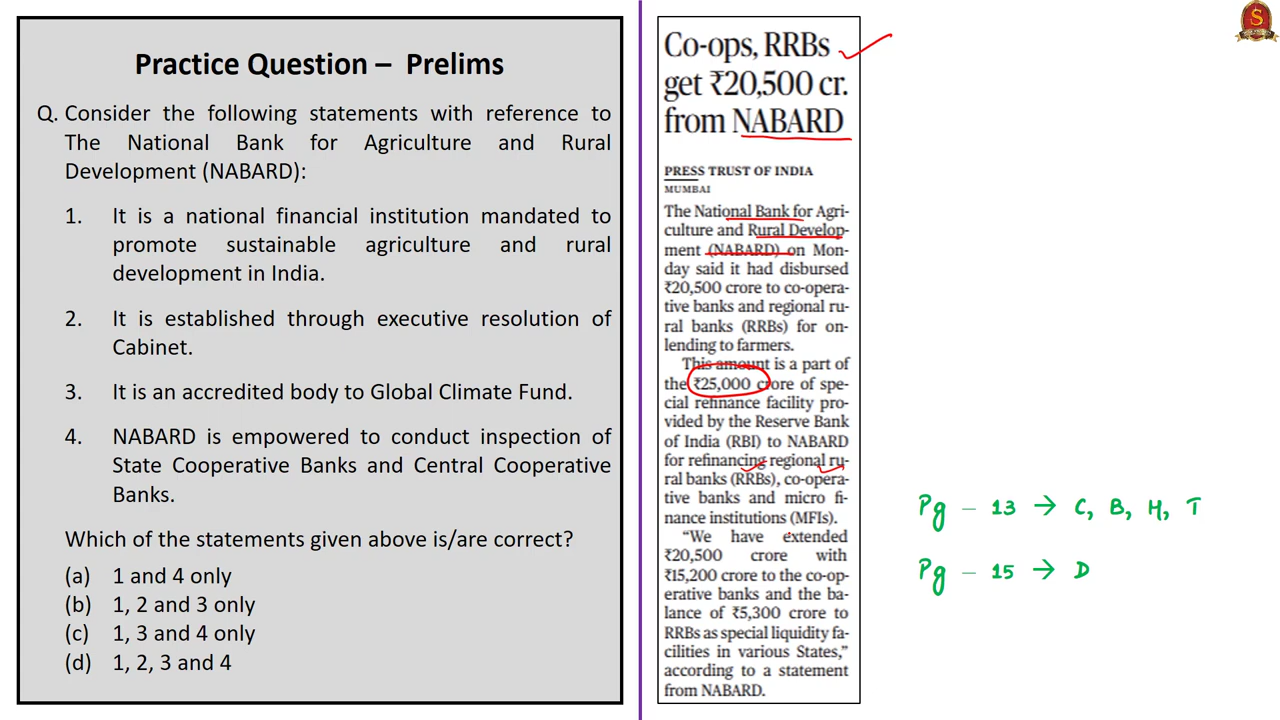 Practice Question – Prelims
Q. Consider the following statements with reference to
The National Bank for Agriculture and Rural
Development (NABARD):
1. It is a national financial institution mandated to
promote sustainable agriculture and rural
development in India.
2. It is established through executive resolution of
Cabinet.
3. It is an accredited body to Global Climate Fund.
4. NABARD is empowered to conduct inspection of
State Cooperative Banks and Central Cooperative
Banks.
Which of the statements given above is/are correct?
(a) 1 and 4 only
(b) 1, 2 and 3 only
(c) 1, 3 and 4 only
(d) 1, 2, 3 and 4
Co-ops, RRBs
get ₹20,500 cr.
from NABARD
PRESS TRUST OF INDIA
MUMBAI
The National Bank for Agri-
culture and Rural Develop-
ment (NABARD) on Mon-
day said it had disbursed
₹20,500 crore to co-opera-
tive banks and regional ru-
ral banks (RRBs) for on-
lending to farmers.
This amount is a part of
the ₹25,000 crore of spe-
cial refinance facility pro-
vided by the Reserve Bank
of India (RBI) to NABARD
for refinancing regional ru-
ral banks (RRBs), co-opera-
tive banks and micro fi-
nance institutions (MFIs).
“We have extended
₹20,500 crore with
₹15,200 crore to the co-op-
erative banks and the ba-
lance of ₹5,300 crore to
RRBs as special liquidity fa-
cilities in various States,”
according to a statement
from NABARD.
Pg – 13 → C, B, H, T
Pg – 15 → D
S